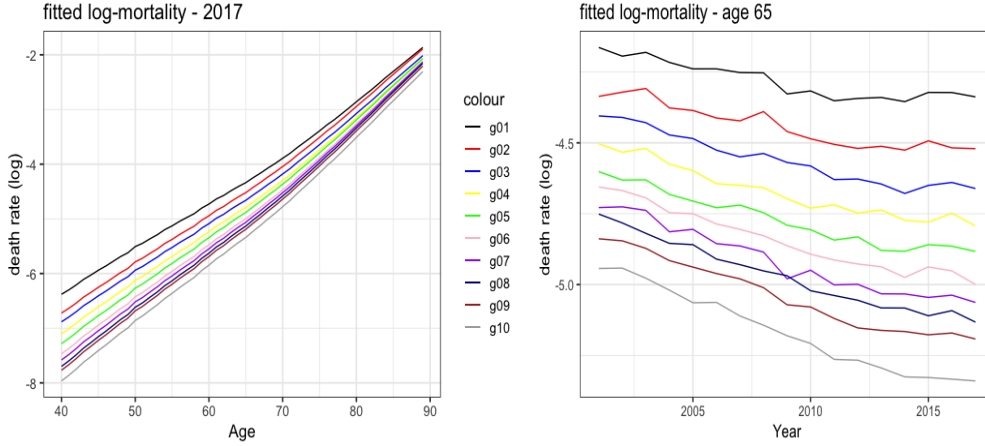 fitted log-mortality - 2017
death rate (log)
-2
-4
-6
-8
40
50
60
70
80
90
Age
colour
g01
g02
g03
g04
g05
g06
g07
g08
g09
g10
fitted log-mortality - age 65
death rate (log)
-4.5
-5.0
2005
2010
2015
Year